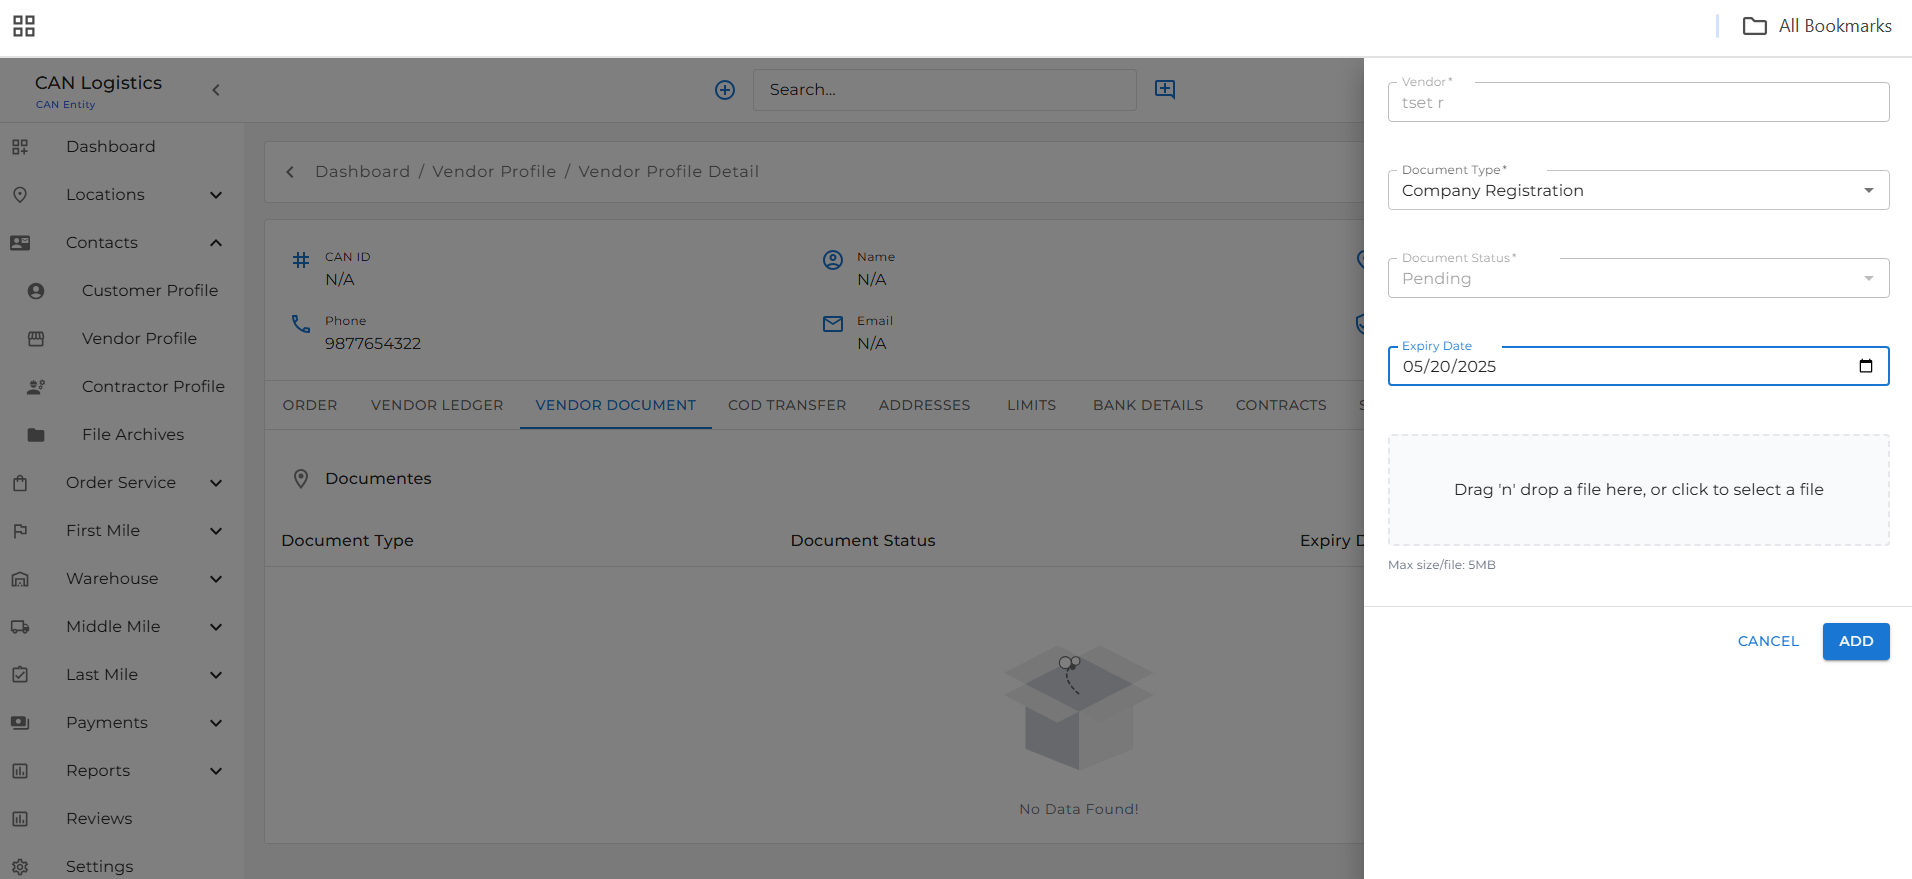 All Bookmarks
CAN Logistics
CAN Entity
Search...
Dashboard
Locations
Contacts
Customer Profile
Vendor Profile
Contractor Profile
File Archives
Order Service
First Mile
Warehouse
Middle Mile
Last Mile
Payments
Reports
Reviews
Settings
Dashboard / Vendor Profile / Vendor Profile Detail
CAN ID
N/A
Name
N/A
Phone
9877654322
Email
N/A
ORDER VENDOR LEDGER VENDOR DOCUMENT COD TRANSFER ADDRESSES LIMITS BANK DETAILS CONTRACTS S
Documentes
Document Type Document Status Expiry D
No Data Found!
Vendor*
tset r
Document Type*
Company Registration
Document Status*
Pending
Expiry Date
05/20/2025
Drag 'n' drop a file here, or click to select a file
Max size/file: 5MB
CANCEL ADD